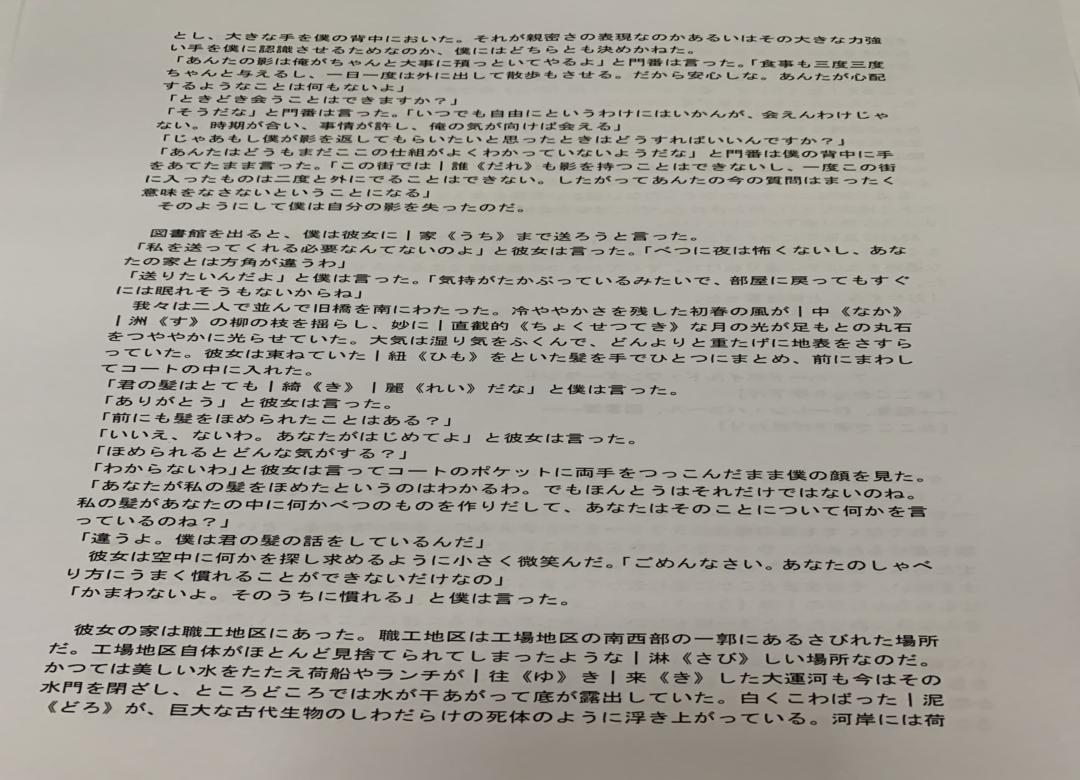 とし、大きな手を僕の背中においた。それが親密さの表現なのかあるいはその大きな力強
い手を僕に認識させるためなのか、僕にはどちらとも決めかねた。
「あんたの影は俺がちゃんと大事に預っといてやるよ」と門番は言った。「食事も三度三度
ちゃんと与えるし、一日一度は外に出して散歩もさせる。だから安心しな。あんたが心配
するようなことは何もないよ」
「ときどき会うことはできますか？」
「そうだな」と門番は言った。「いつでも自由にというわけにはいかんが、会えんわけじゃ
ない。時期が合い、事情が許し、俺の気が向けば会える」
「じゃあもし僕が影を返してもらいたいと思ったときはどうすればいいんですか？」
「あんたはどうもまだここの仕組がよくわかっていないようだな」と門番は僕の背中に手
をあてたまま言った。「この街では｜誰《だれ》も影を持つことはできないし、一度この街
に入ったものは二度と外にでることはできない。したがってあんたの今の質問はまったく
意味をなさないということになる」
そのようにして僕は自分の影を失ったのだ。
図書館を出ると、僕は彼女に｜家《うち》まで送ろうと言った。
「私を送ってくれる必要なんてないのよ」と彼女は言った。「べつに夜は怖くないし、あな
たの家とは方角が違うわ」
「送りたいんだよ」と僕は言った。「気持がたかぶっているみたいで、部屋に戻ってもすぐ
には眠れそうもないからね」
我々は二人で並んで旧橋を南にわたった。冷ややかさを残した初春の風が｜中《なか》
｜洲《す》の柳の枝を揺らし、妙に｜直截的《ちょくせつてき》な月の光が足もとの丸石
をつややかに光らせていた。大気は湿り気をふくんで、どんよりと重たげに地表をさすら
っていた。彼女は束ねていた｜紐《ひも》をといた髪を手でひとつにまとめ、前にまわし
てコートの中に入れた。
「君の髪はとても｜綺《き》｜麗《れい》だな」と僕は言った。
「ありがとう」と彼女は言った。
「前にも髪をほめられたことはある？」
「いいえ、ないわ。あなたがはじめてよ」と彼女は言った。
「ほめられるとどんな気がする？」
「わからないわ」と彼女は言ってコートのポケットに両手をつっこんだまま僕の顔を見た。
「あなたが私の髪をほめたというのはわかるわ。でもほんとうはそれだけではないのね。
私の髪があなたの中に何かべつのものを作りだして、あなたはそのことについて何かを言
っているのね？」
「違うよ。僕は君の髪の話をしているんだ」
彼女は空中に何かを探し求めるように小さく微笑んだ。「ごめんなさい。あなたのしゃべ
り方にうまく慣れることができないだけなの」
「かまわないよ。そのうちに慣れる」と僕は言った。
彼女の家は職工地区にあった。職工地区は工場地区の南西部の一郭にあるさびれた場所
だ。工場地区自体がほとんど見捨てられてしまったような｜淋《さび》しい場所なのだ。
かつては美しい水をたたえ荷船やランチが｜往《ゆ》き｜来《き》した大運河も今はその
水門を閉ざし、ところどころでは水が干あがって底が露出していた。白くこわばった｜泥
《どろ》が、巨大な古代生物のしわだらけの死体のように浮き上がっている。河岸には荷